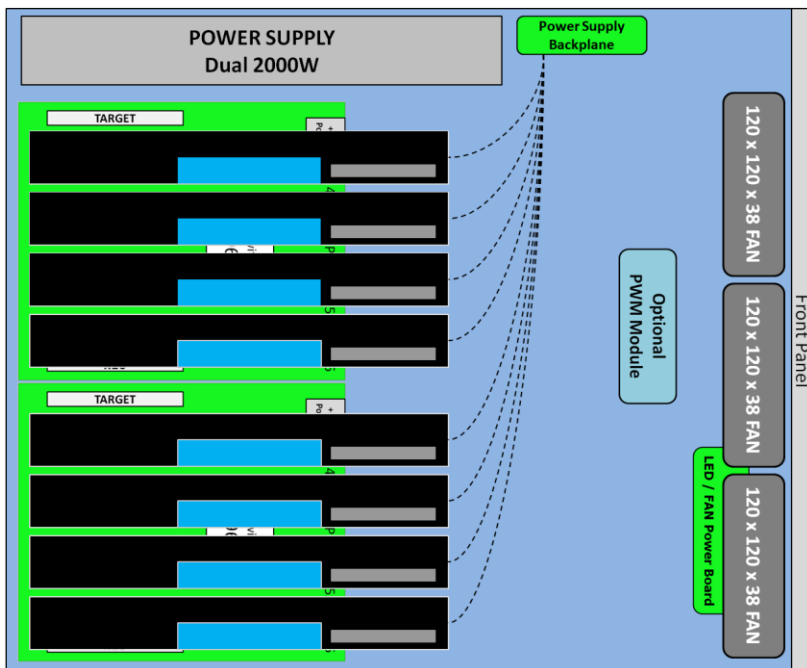 POWER SUPPLY
Dual 2000W
Power Supply
Backplane
TARGET
120 x 120 x 38 FAN
Optional
PWM Module
120 x 120 x 38 FAN
Front Panel
TARGET
LED / FAN Power Board
120 x 120 x 38 FAN